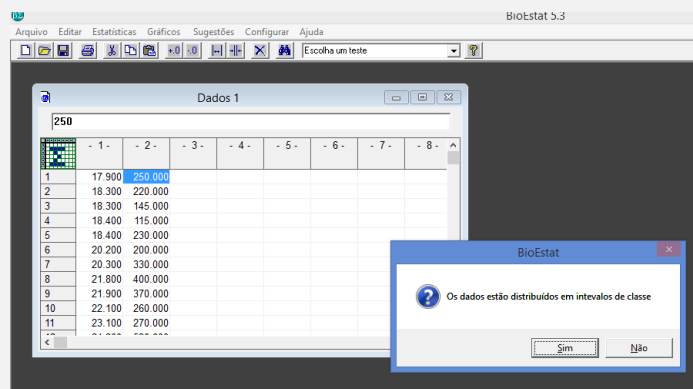 BioEstat 5.3
Arquivo Editar Estatísticas Gráficos Sugestões Configurar Ajuda
+.0 -.0 Escolha um teste
Dados 1
250
- 1 - - 2 - - 3 - - 4 - - 5 - - 6 - - 7 - - 8 -
1 17.900 250.000
2 18.300 220.000
3 18.300 145.000
4 18.400 115.000
5 18.400 230.000
6 20.200 200.000
7 20.300 330.000
8 21.800 400.000
9 21.900 370.000
10 22.100 260.000
11 23.100 270.000
BioEstat
Os dados estão distribuídos em intevalos de classe
Sim Não